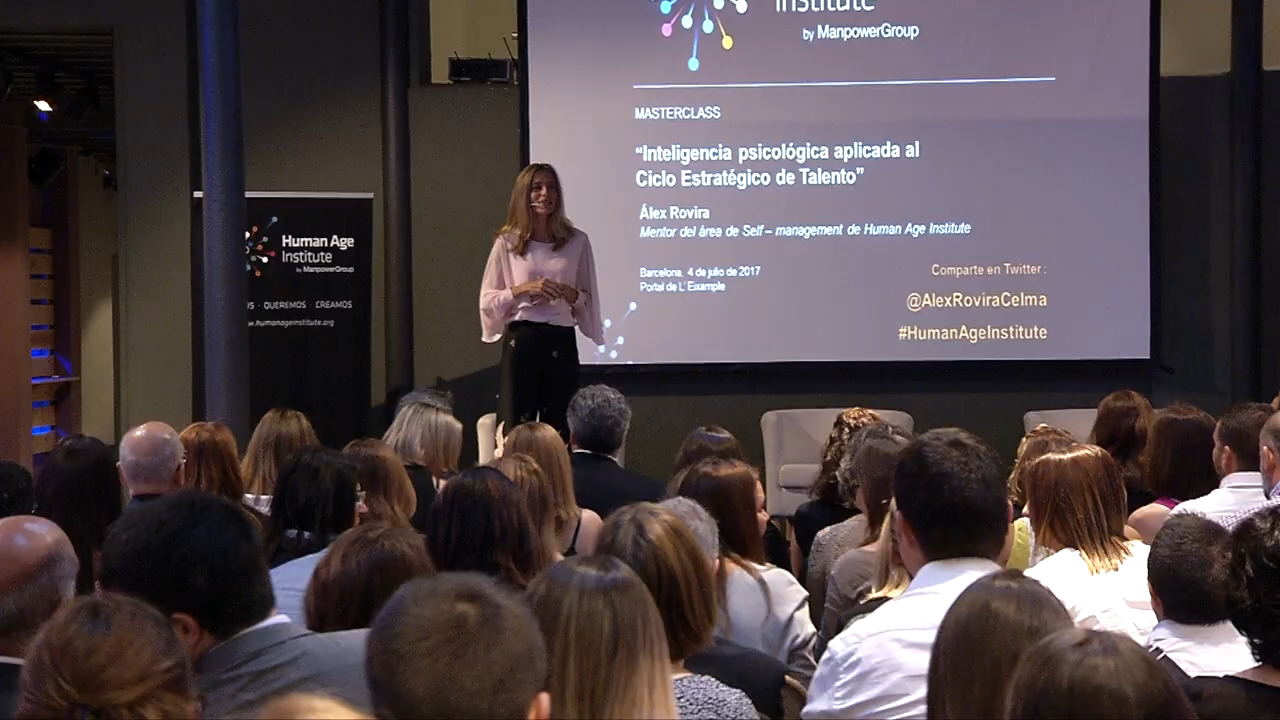 Institute
by ManpowerGroup
MASTERCLASS
“Inteligencia psicológica aplicada al
Ciclo Estratégico de Talento”
Álex Rovira
Mentor del área de Self – management de Human Age Institute
Barcelona, 4 de julio de 2017
Portal de L´Eixample
Comparte en Twitter :
@AlexRoviraCelma
#HumanAgeInstitute
Human Age
Institute
by ManpowerGroup
OS · QUEREMOS · CREAMOS
w.humanageinstitute.org